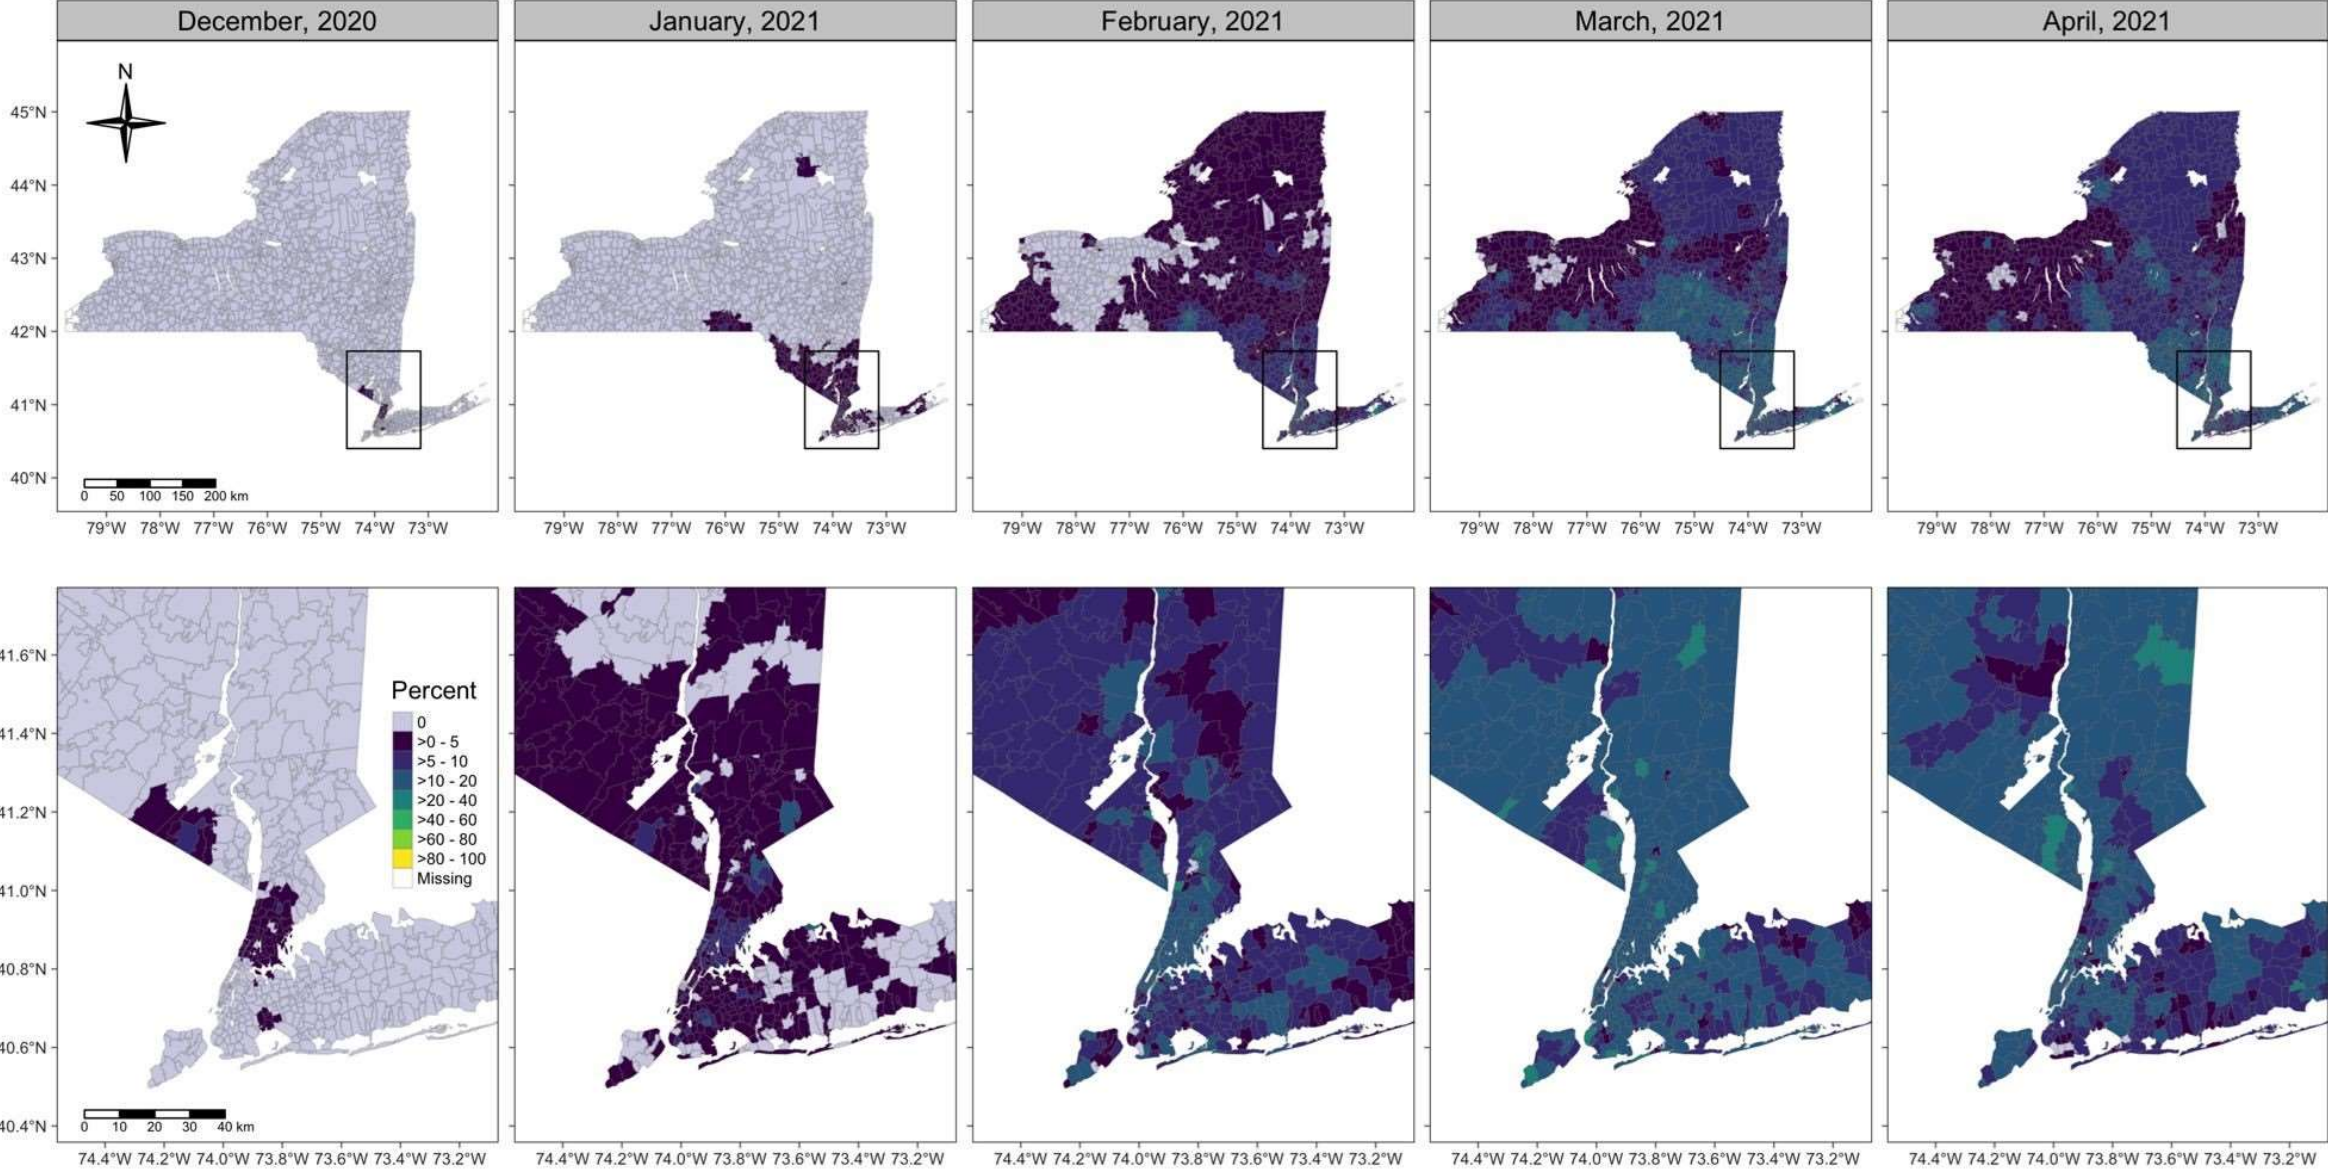 December, 2020
January, 2021
February, 2021
March, 2021
April, 2021
N
45°N
44°N
43°N
42°N
41°N
40°N
0 50 100 150 200 km
79°W 78°W 77°W 76°W 75°W 74°W 73°W
79°W 78°W 77°W 76°W 75°W 74°W 73°W
79°W 78°W 77°W 76°W 75°W 74°W 73°W
79°W 78°W 77°W 76°W 75°W 74°W 73°W
79°W 78°W 77°W 76°W 75°W 74°W 73°W
41.6°N
41.4°N
41.2°N
41.0°N
40.8°N
40.6°N
40.4°N
Percent
0
>0 - 5
>5 - 10
>10 - 20
>20 - 40
>40 - 60
>60 - 80
>80 - 100
Missing
0 10 20 30 40 km
74.4°W 74.2°W 74.0°W 73.8°W 73.6°W 73.4°W 73.2°W
74.4°W 74.2°W 74.0°W 73.8°W 73.6°W 73.4°W 73.2°W
74.4°W 74.2°W 74.0°W 73.8°W 73.6°W 73.4°W 73.2°W
74.4°W 74.2°W 74.0°W 73.8°W 73.6°W 73.4°W 73.2°W
74.4°W 74.2°W 74.0°W 73.8°W 73.6°W 73.4°W 73.2°W